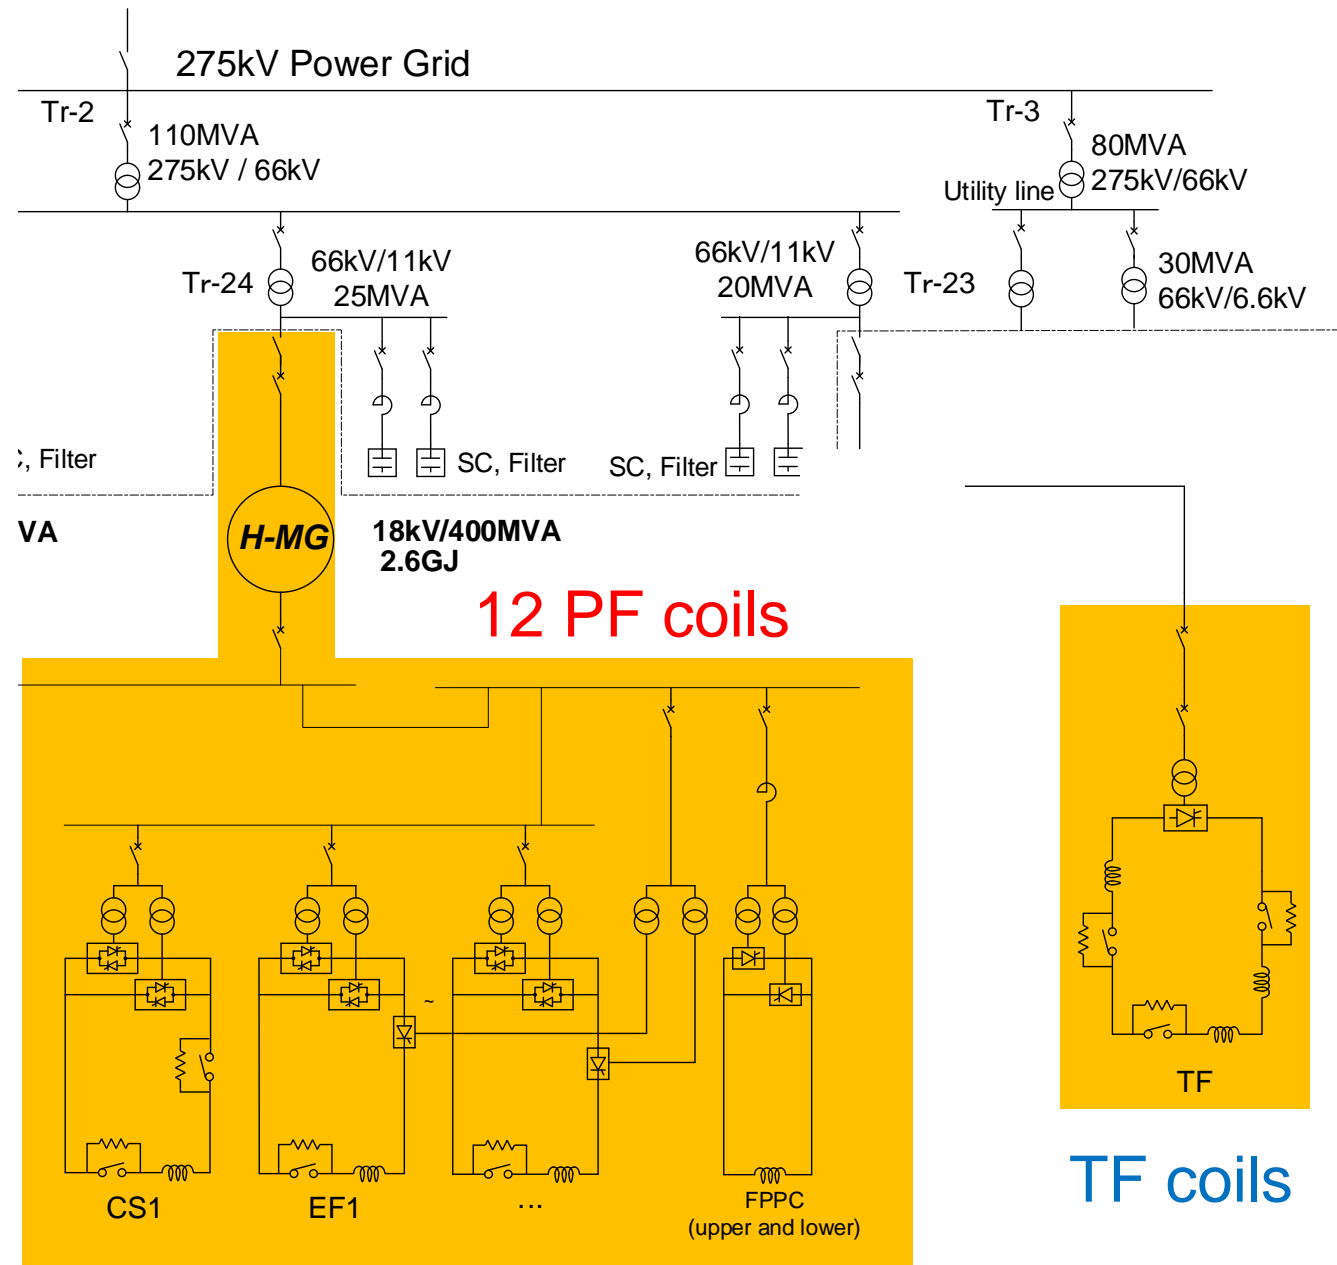 275kV Power Grid
Tr-2
110MVA
275kV / 66kV
Tr-3
80MVA
275kV/66kV
Utility line
Tr-24
66kV/11kV
25MVA
66kV/11kV
20MVA
Tr-23
30MVA
66kV/6.6kV
, Filter
SC, Filter
SC, Filter
VA
H-MG
18kV/400MVA
2.6GJ
12 PF coils
~
TF
CS1
EF1
...
FPPC
(upper and lower)
TF coils